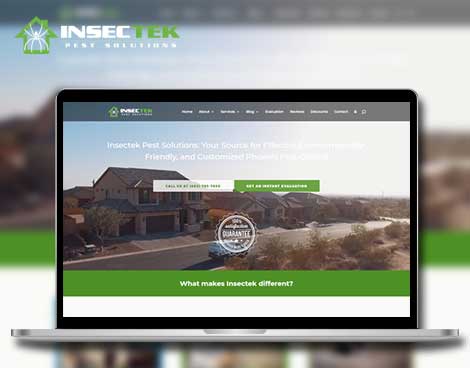 INSECTEK
PEST SOLUTIONS
INSECTEK
PEST SOLUTIONS
Home About Services Blog Evaluation Reviews Discounts Contact
Insectek Pest Solutions: Your Source for Effective, Environmentally-
Friendly, and Customized Phoenix Pest Control
CALL US AT GET AN INSTANT EVALUATION
100%
satisfaction
GUARANTEE
What makes Insectek different?